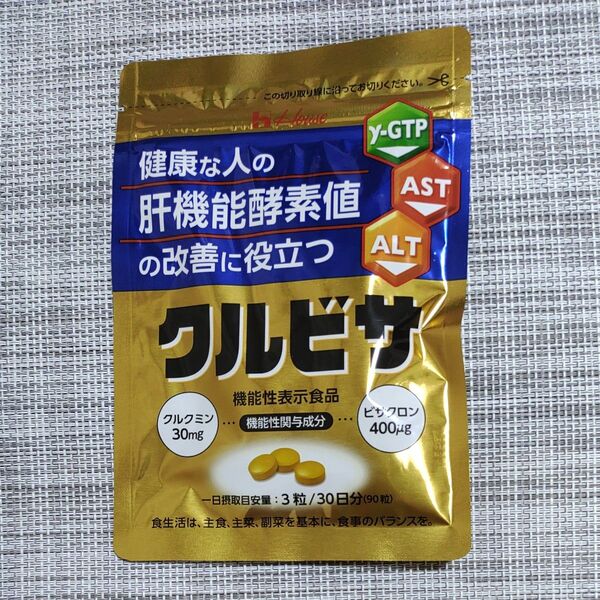 この切り取り線に沿ってお切りください。
House
γ-GTP
健康な人の
AST
肝機能酵素値
ALT
の改善に役立つ
クルビサ
機能性表示食品
クルクミン
30mg
機能性関与成分
ビサクロン
400μg
一日摂取目安量:3粒/30日分(90粒)
食生活は、主食、主菜、副菜を基本に、食事のバランスを。